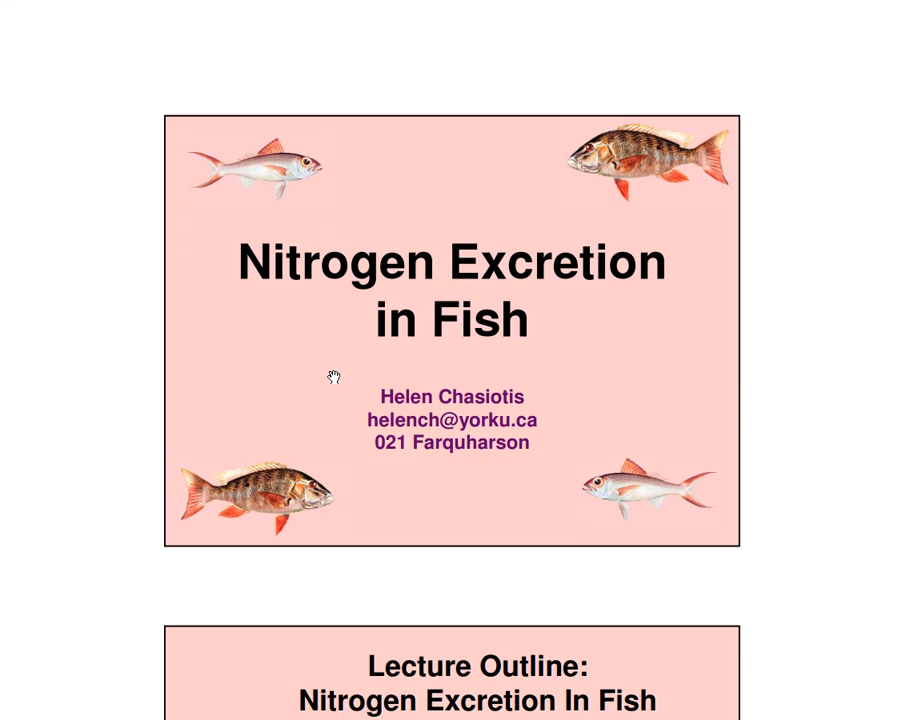 Nitrogen Excretion
in Fish
Helen Chasiotis
helench@yorku.ca
021 Farquharson
Lecture Outline:
Nitrogen Excretion In Fish